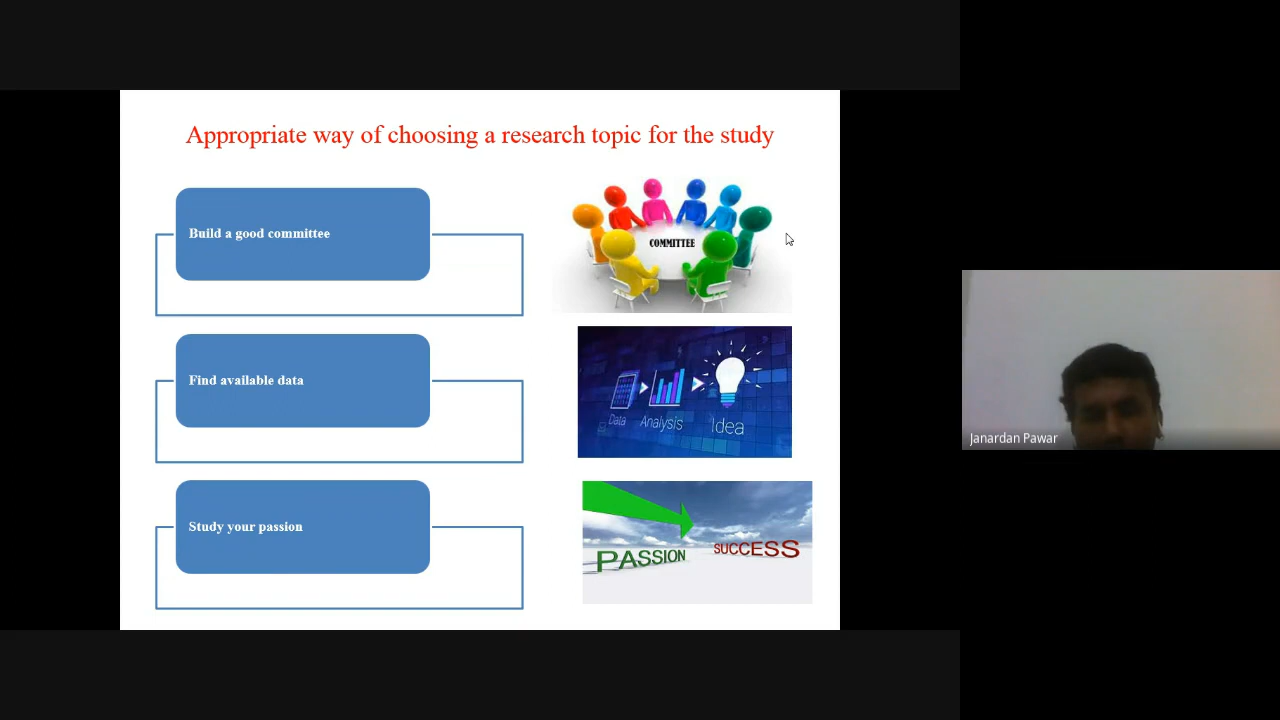 Appropriate way of choosing a research topic for the study
Build a good committee
COMMITTEE
Find available data
Data
Analysis
Idea
Study your passion
PASSION
SUCCESS
Janardan Pawar